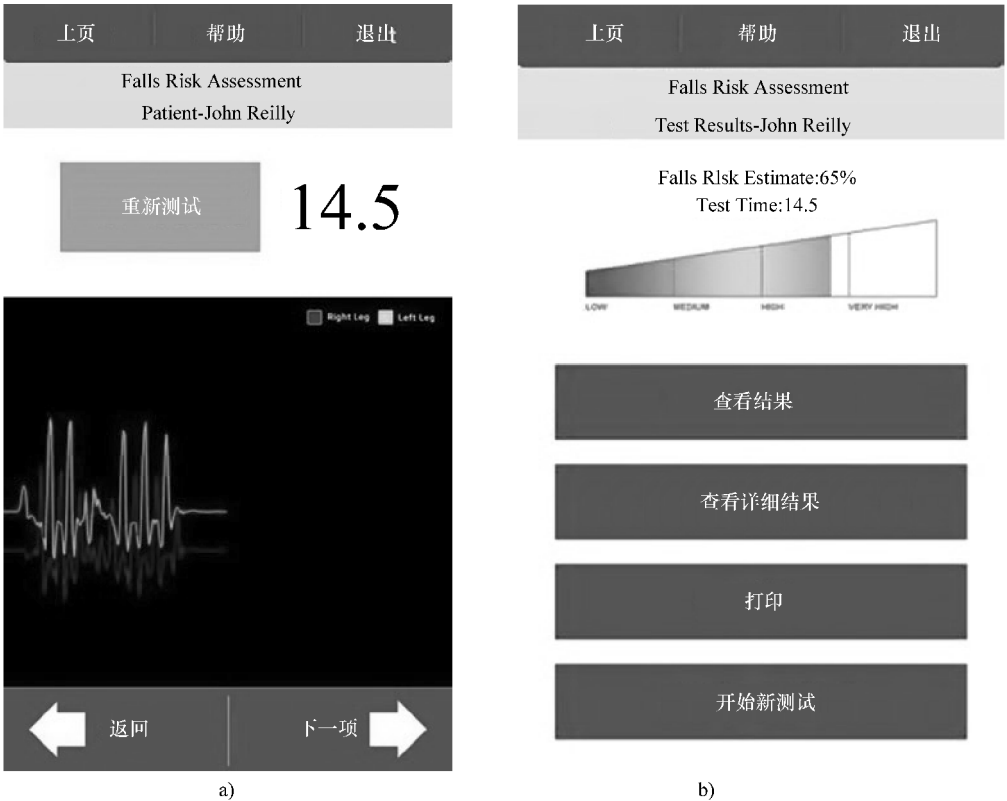 上页 帮助 退出t
Falls Risk Assessment
Patient-John Reilly
重新测试 14.5
Right Leg Left Leg
返回 下一项
a)
上页 帮助 退出
Falls Risk Assessment
Test Results-John Reilly
Falls RIsk Estimate:65%
Test Time:14.5
LOW MEDIUM HIGH VERY HIGH
查看结果
查看详细结果
打印
开始新测试
b)